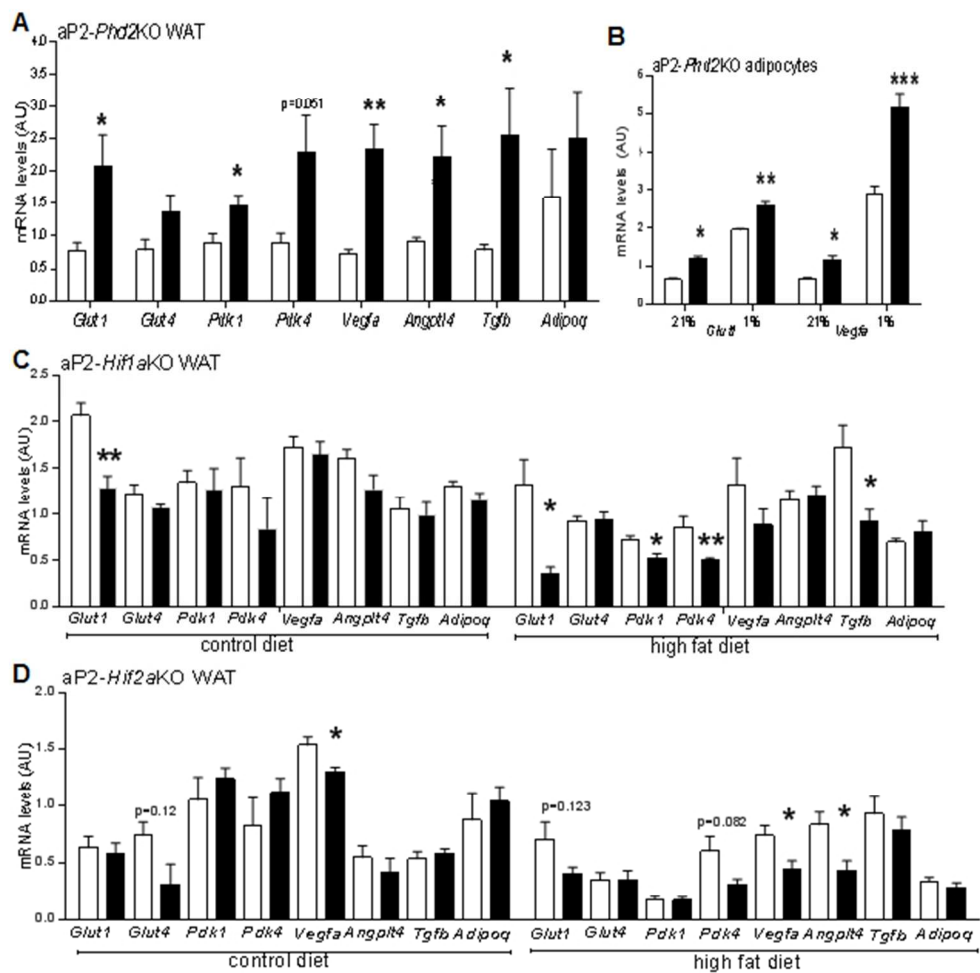 A
aP2-Phd2KO WAT
mRNA levels (AU)
4.0
3.5
3.0
2.5
2.0
1.5
1.0
0.5
0.0
*
*
p=0.051
**
*
*
Glut1 Glut4 Pdk1 Pdk4 Vegfa Angptl4 Tgfb Adipoq
B
aP2-Phd2KO adipocytes
mRNA levels (AU)
6
5
4
3
2
1
0
*
**
*
***
21% 1% 21% 1%
Glut1 Vegfa
C
aP2-Hif1aKO WAT
mRNA levels (AU)
2.5
2.0
1.5
1.0
0.5
0.0
**
*
*
**
*
Glut1 Glut4 Pdk1 Pdk4 Vegfa Angplt4 Tgfb Adipoq Glut1 Glut4 Pdk1 Pdk4 Vegfa Angplt4 Tgfb Adipoq
control diet high fat diet
D
aP2-Hif2aKO WAT
mRNA levels (AU)
2.0
1.5
1.0
0.5
0.0
p=0.12
*
p=0.123
p=0.082
*
*
Glut1 Glut4 Pdk1 Pdk4 Vegfa Angplt4 Tgfb Adipoq Glut1 Glut4 Pdk1 Pdk4 Vegfa Angplt4 Tgfb Adipoq
control diet high fat diet